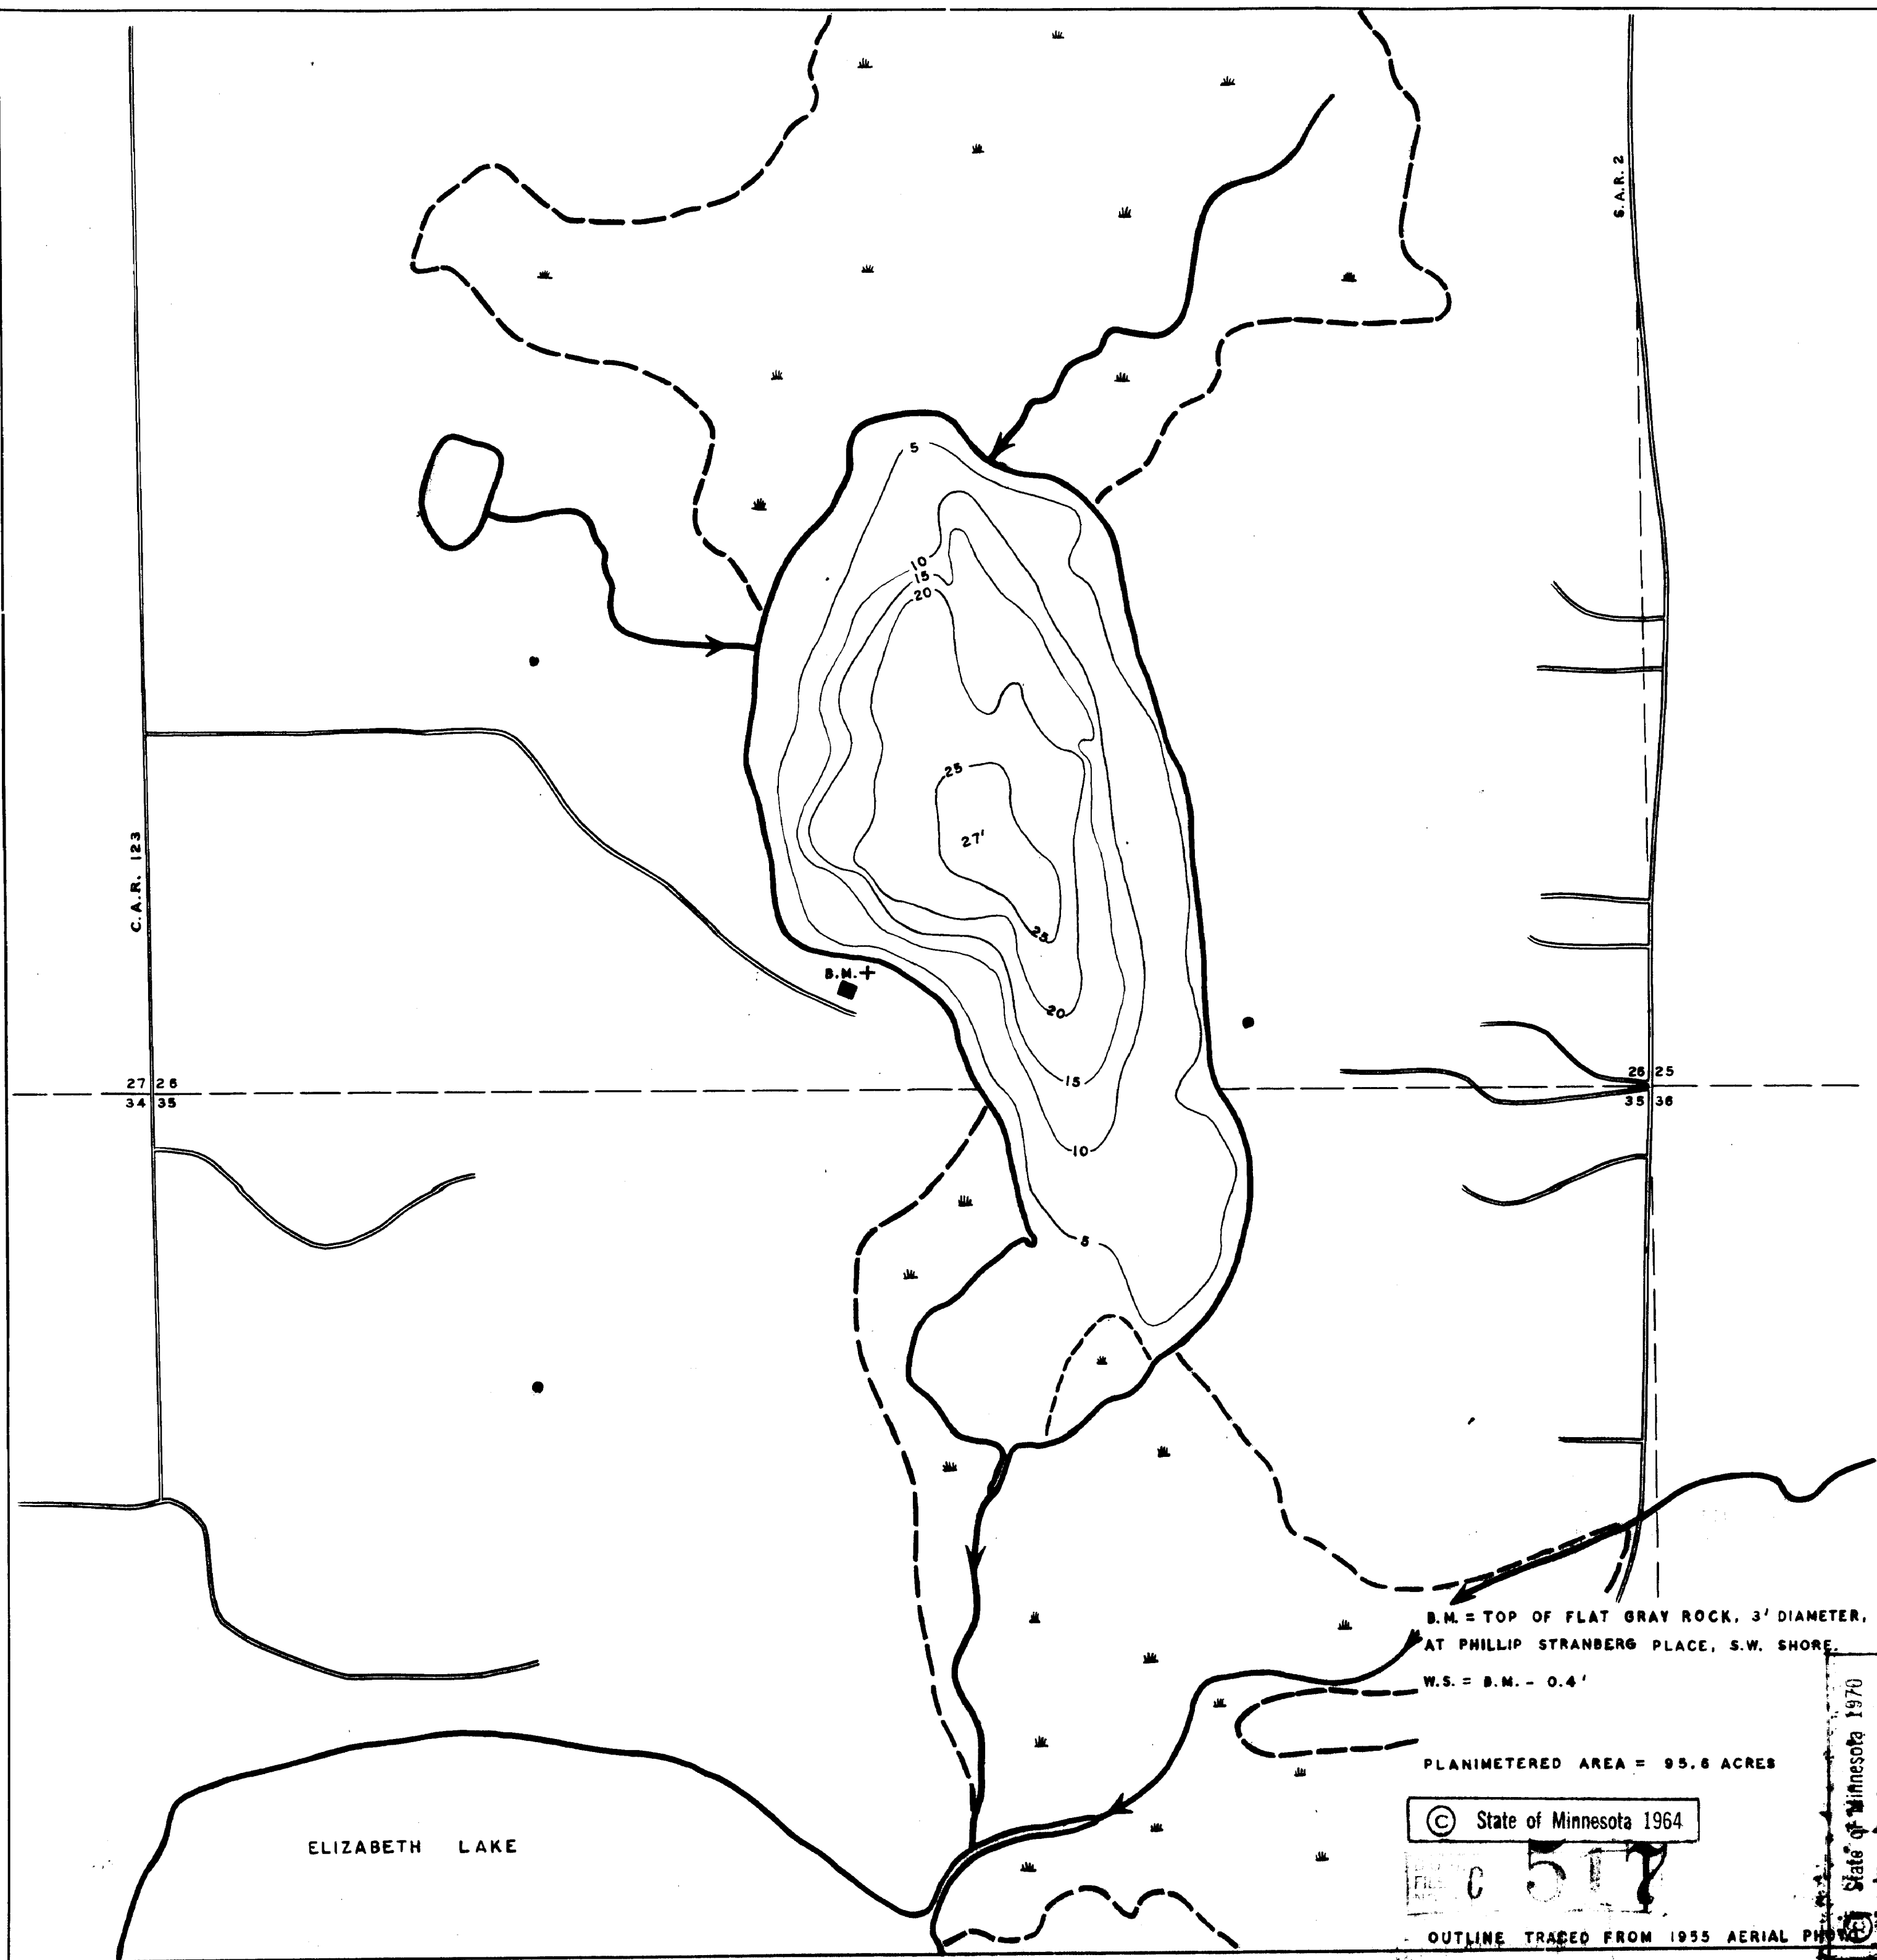 S.A.R. 2
5
10
15
20
25
27'
C.A.R. 123
25
B.M.
20
27 26
34 35
15
26 25
35 36
10
5
B.M. = TOP OF FLAT GRAY ROCK, 3' DIAMETER,
AT PHILLIP STRANBERG PLACE, S.W. SHORE.
W.S. = B.M. - 0.4'
PLANIMETERED AREA = 95.6 ACRES
© State of Minnesota 1964
© State of Minnesota 1970
ELIZABETH LAKE
C 517
OUTLINE TRACED FROM 1955 AERIAL